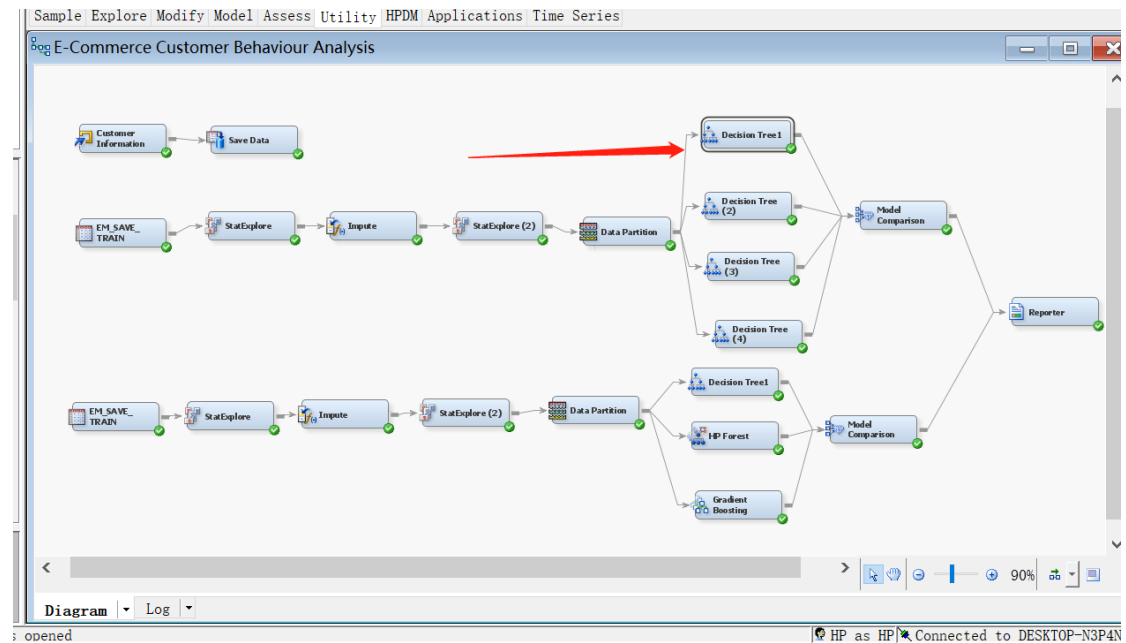 Sample Explore Modify Model Assess Utility HPDM Applications Time Series
E-Commerce Customer Behaviour Analysis
Customer
Information
Save Data
Decision Tree1
EM_SAVE_
TRAIN
StatExplore
Impute
StatExplore (2)
Data Partition
Decision Tree
(2)
Decision Tree
(3)
Decision Tree
(4)
Model
Comparison
Reporter
EM_SAVE_
TRAIN
StatExplore
Impute
StatExplore (2)
Data Partition
Decision Tree1
HP Forest
Gradient
Boosting
Model
Comparison
90%
Diagram Log
s opened
HP as HP Connected to DESKTOP-N3P4N